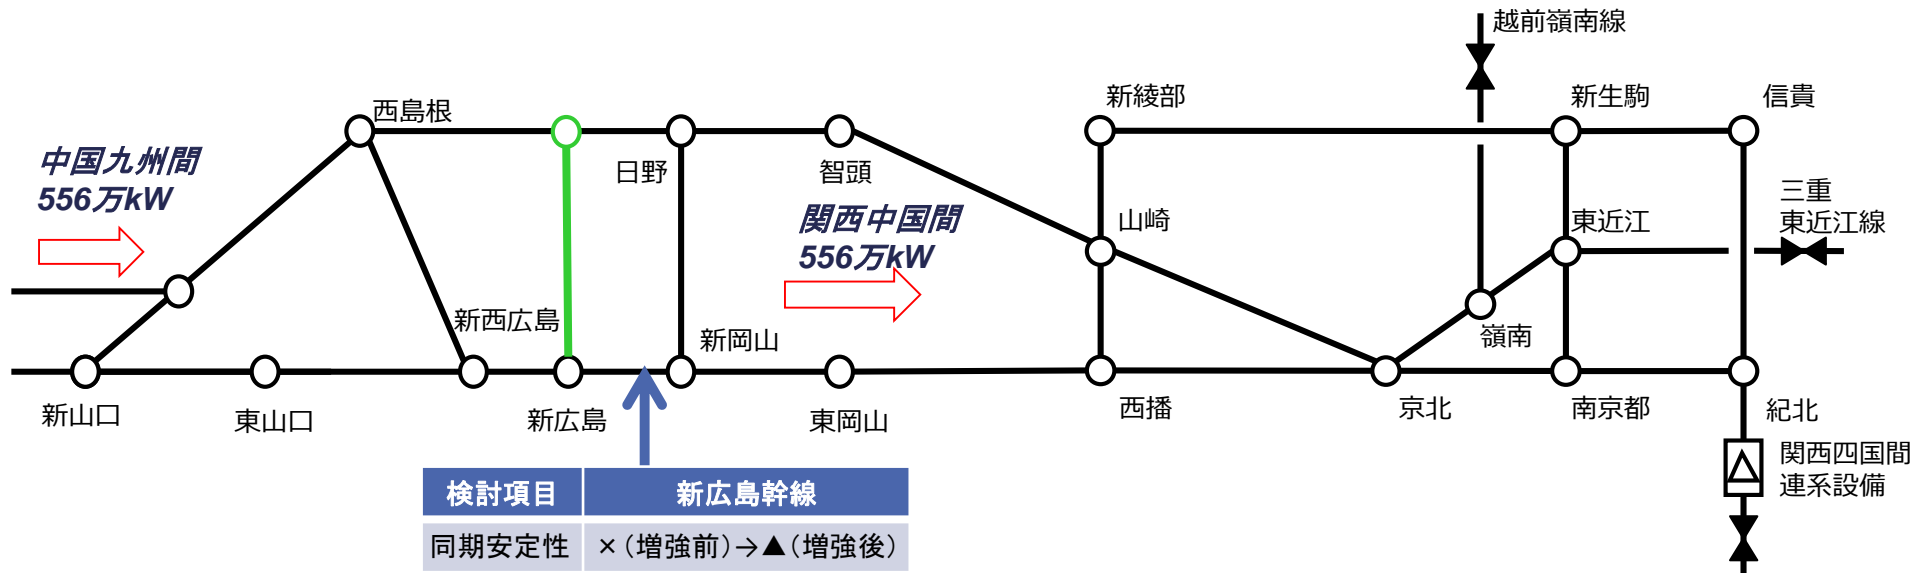 越前嶺南線
新綾部
新生駒
信貴
西島根
中国九州間
556万kW
日野
智頭
三重
東近江線
関西中国間
556万kW
山崎
東近江
新西広島
新岡山
嶺南
新山口
東山口
新広島
東岡山
西播
京北
南京都
紀北
関西四国間
連系設備
検討項目 新広島幹線
同期安定性 ×（増強前）→▲（増強後）